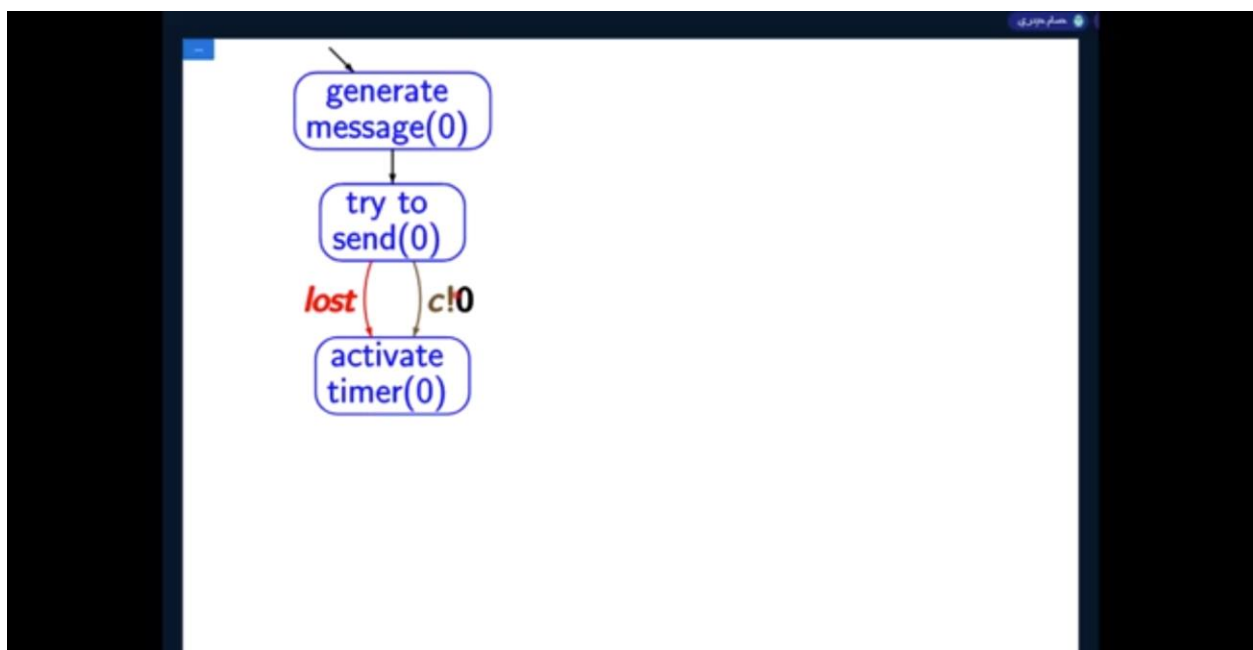 generate
message(0)
try to
send(0)
lost
c!0
activate
timer(0)